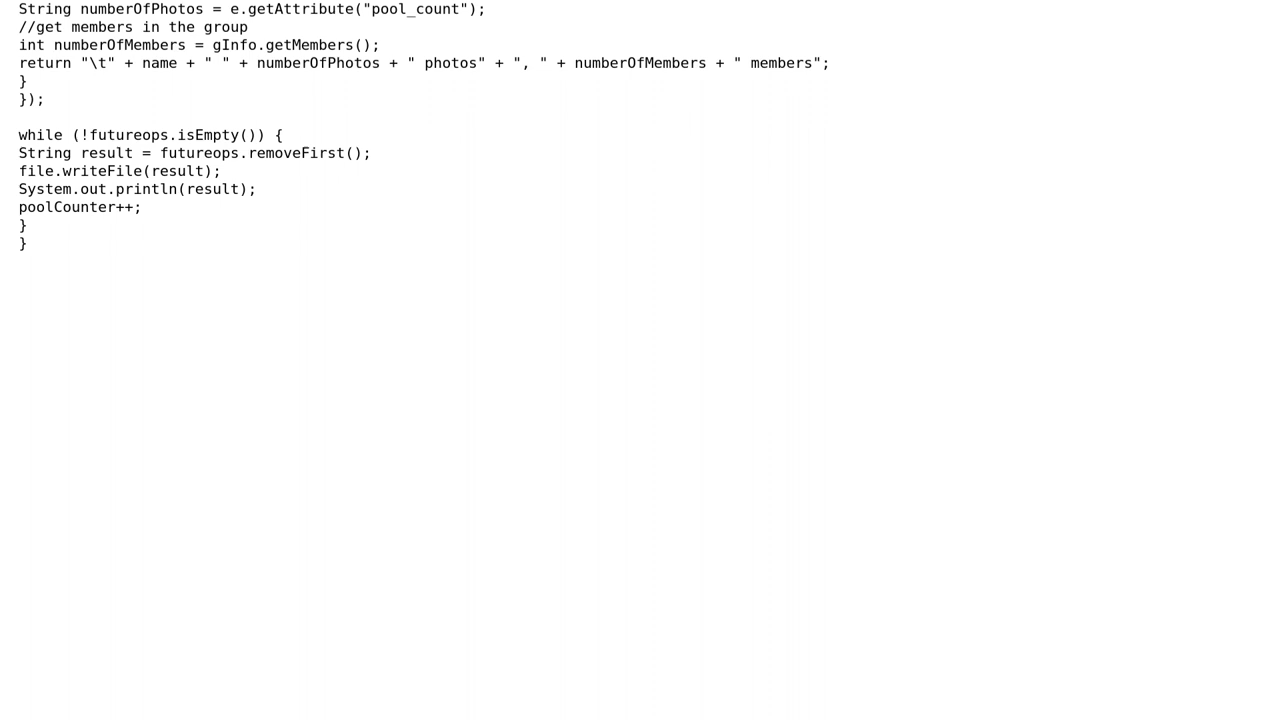 String numberOfPhotos = e.getAttribute("pool_count");
//get members in the group
int numberOfMembers = gInfo.getMembers();
return "\t" + name + " " + numberOfPhotos + " photos" + ", " + numberOfMembers + " members";
}
});

while (!futureops.isEmpty()) {
String result = futureops.removeFirst();
file.writeFile(result);
System.out.println(result);
poolCounter++;
}
}